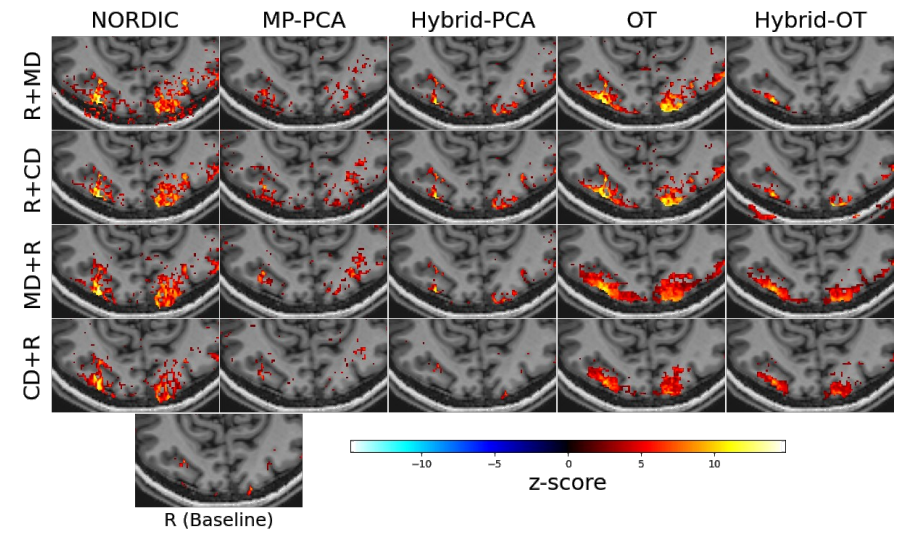 NORDIC MP-PCA Hybrid-PCA OT Hybrid-OT
R+MD
R+CD
MD+R
CD+R
−10 −5 0 5 10
z-score
R (Baseline)